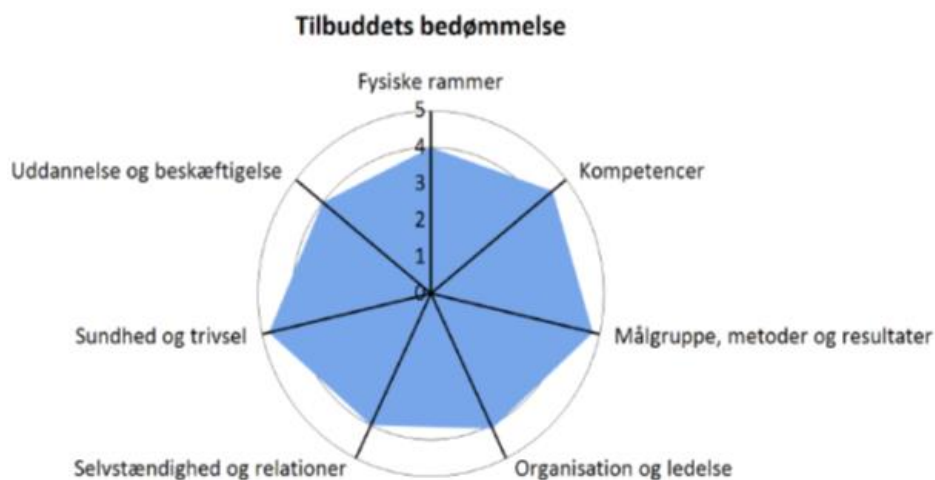 Tilbuddets bedømmelse
Fysiske rammer
5
4
3
2
1
0
Uddannelse og beskæftigelse
Kompetencer
Sundhed og trivsel
Målgruppe, metoder og resultater
Selvstændighed og relationer
Organisation og ledelse